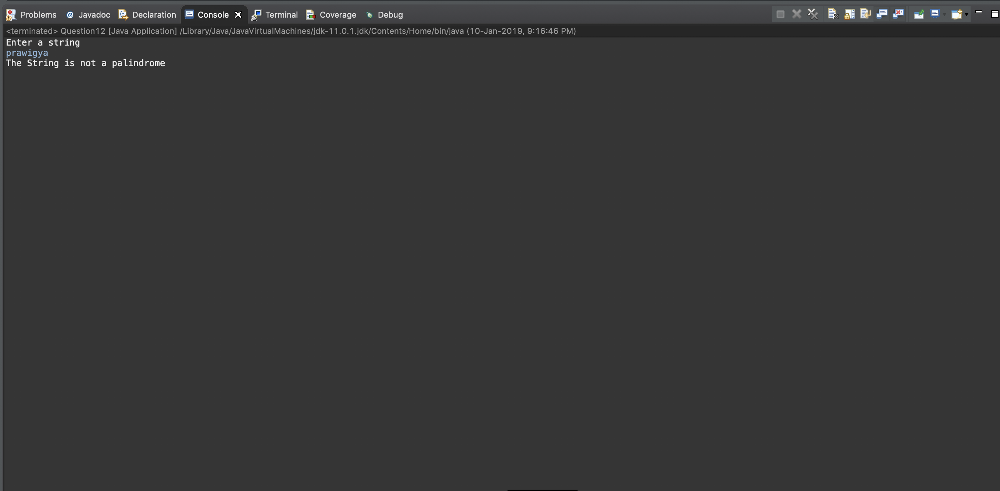 Problems Javadoc Declaration Console Terminal Coverage Debug
<terminated> Question12 [Java Application] /Library/Java/JavaVirtualMachines/jdk-11.0.1.jdk/Contents/Home/bin/java (10-Jan-2019, 9:16:46 PM)
Enter a string
prawigya
The String is not a palindrome